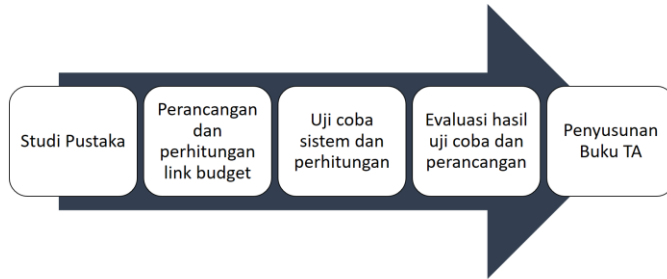 Studi Pustaka
Perancangan
dan
perhitungan
link budget
Uji coba
sistem dan
perhitungan
Evaluasi hasil
uji coba dan
perancangan
Penyusunan
Buku TA